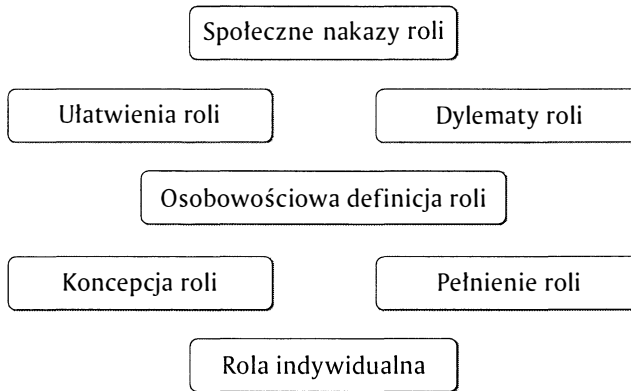 Społeczne nakazy roli
Ułatwienia roli
Dylematy roli
Osobowościowa definicja roli
Koncepcja roli
Pełnienie roli
Rola indywidualna